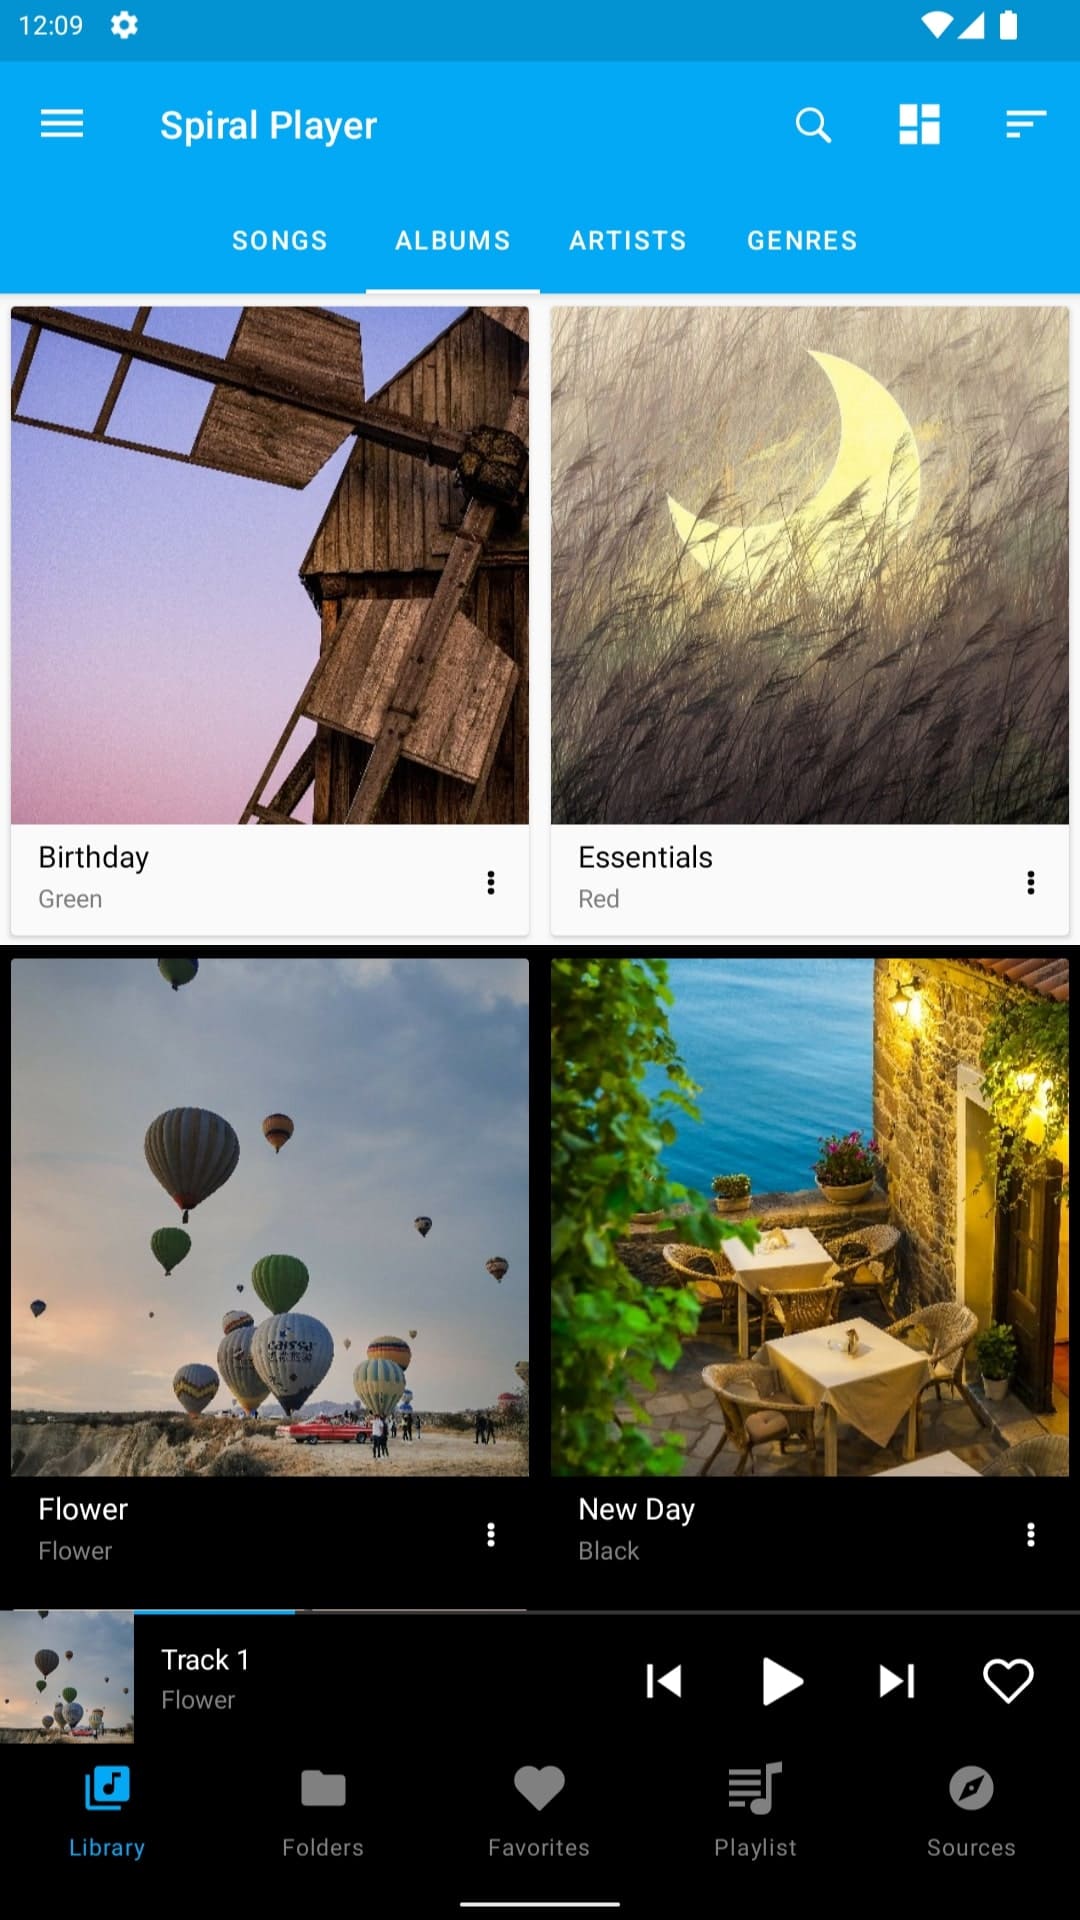 12:09
Spiral Player
SONGS ALBUMS ARTISTS GENRES
Birthday
Green
Essentials
Red
Flower
Flower
New Day
Black
Track 1
Flower
Library Folders Favorites Playlist Sources